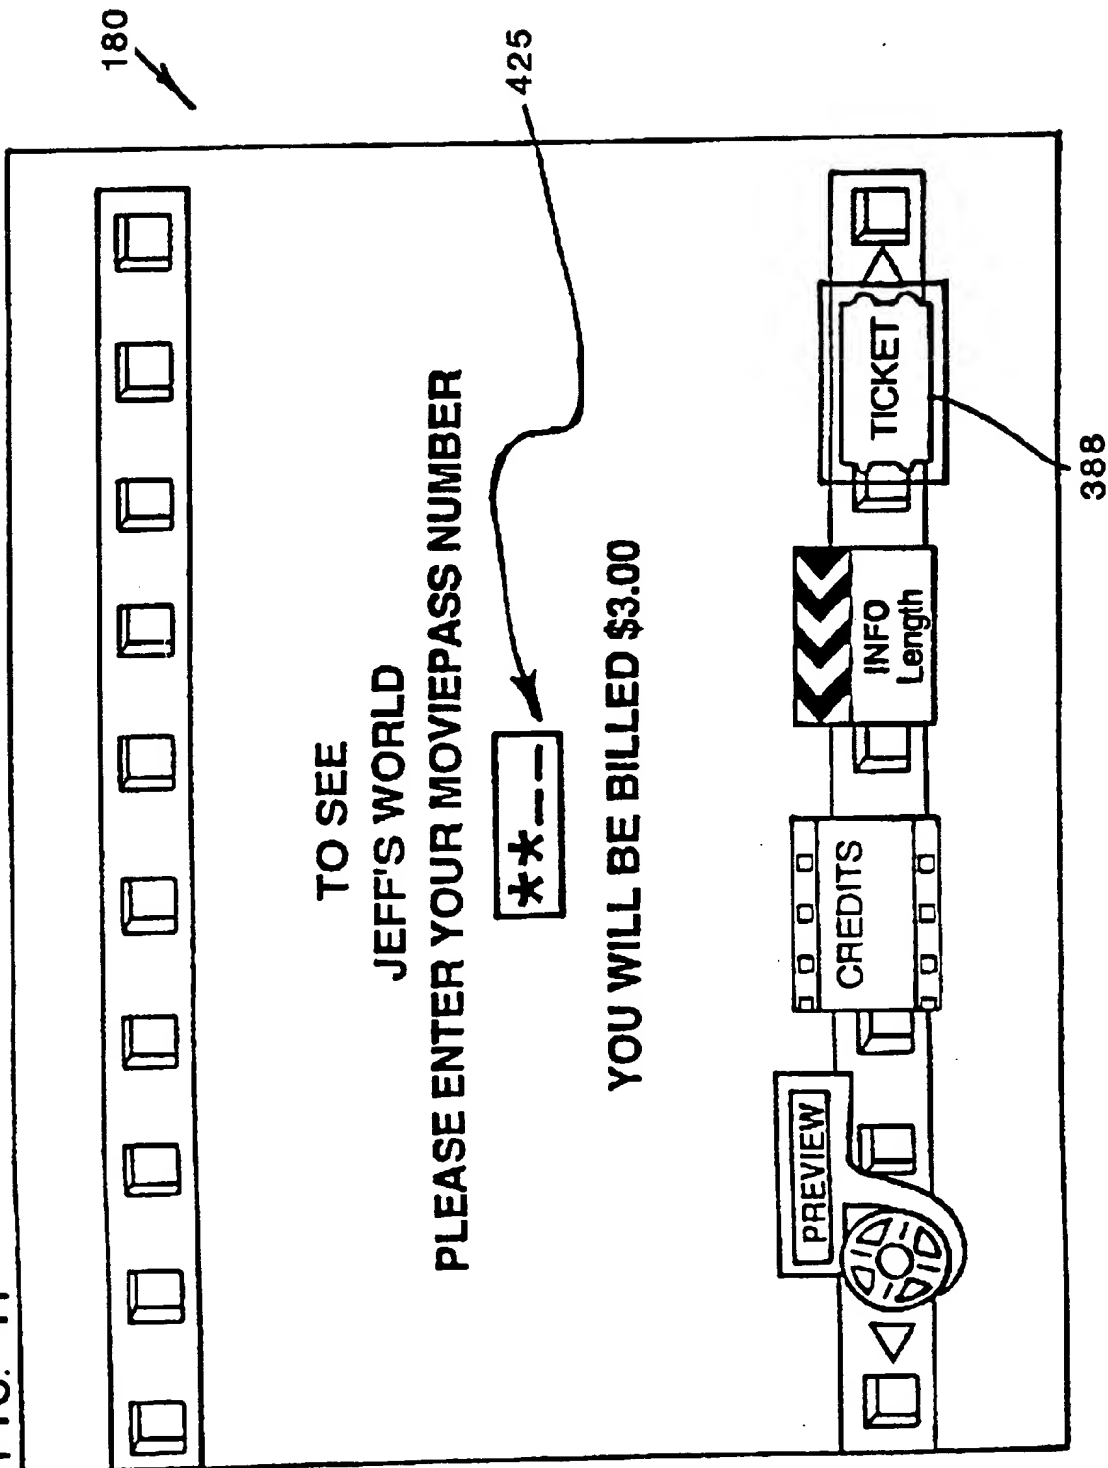 180
425
TO SEE
JEFF'S WORLD
PLEASE ENTER YOUR MOVIEPASS NUMBER
**__
YOU WILL BE BILLED $3.00
PREVIEW
CREDITS
INFO
Length
TICKET
388